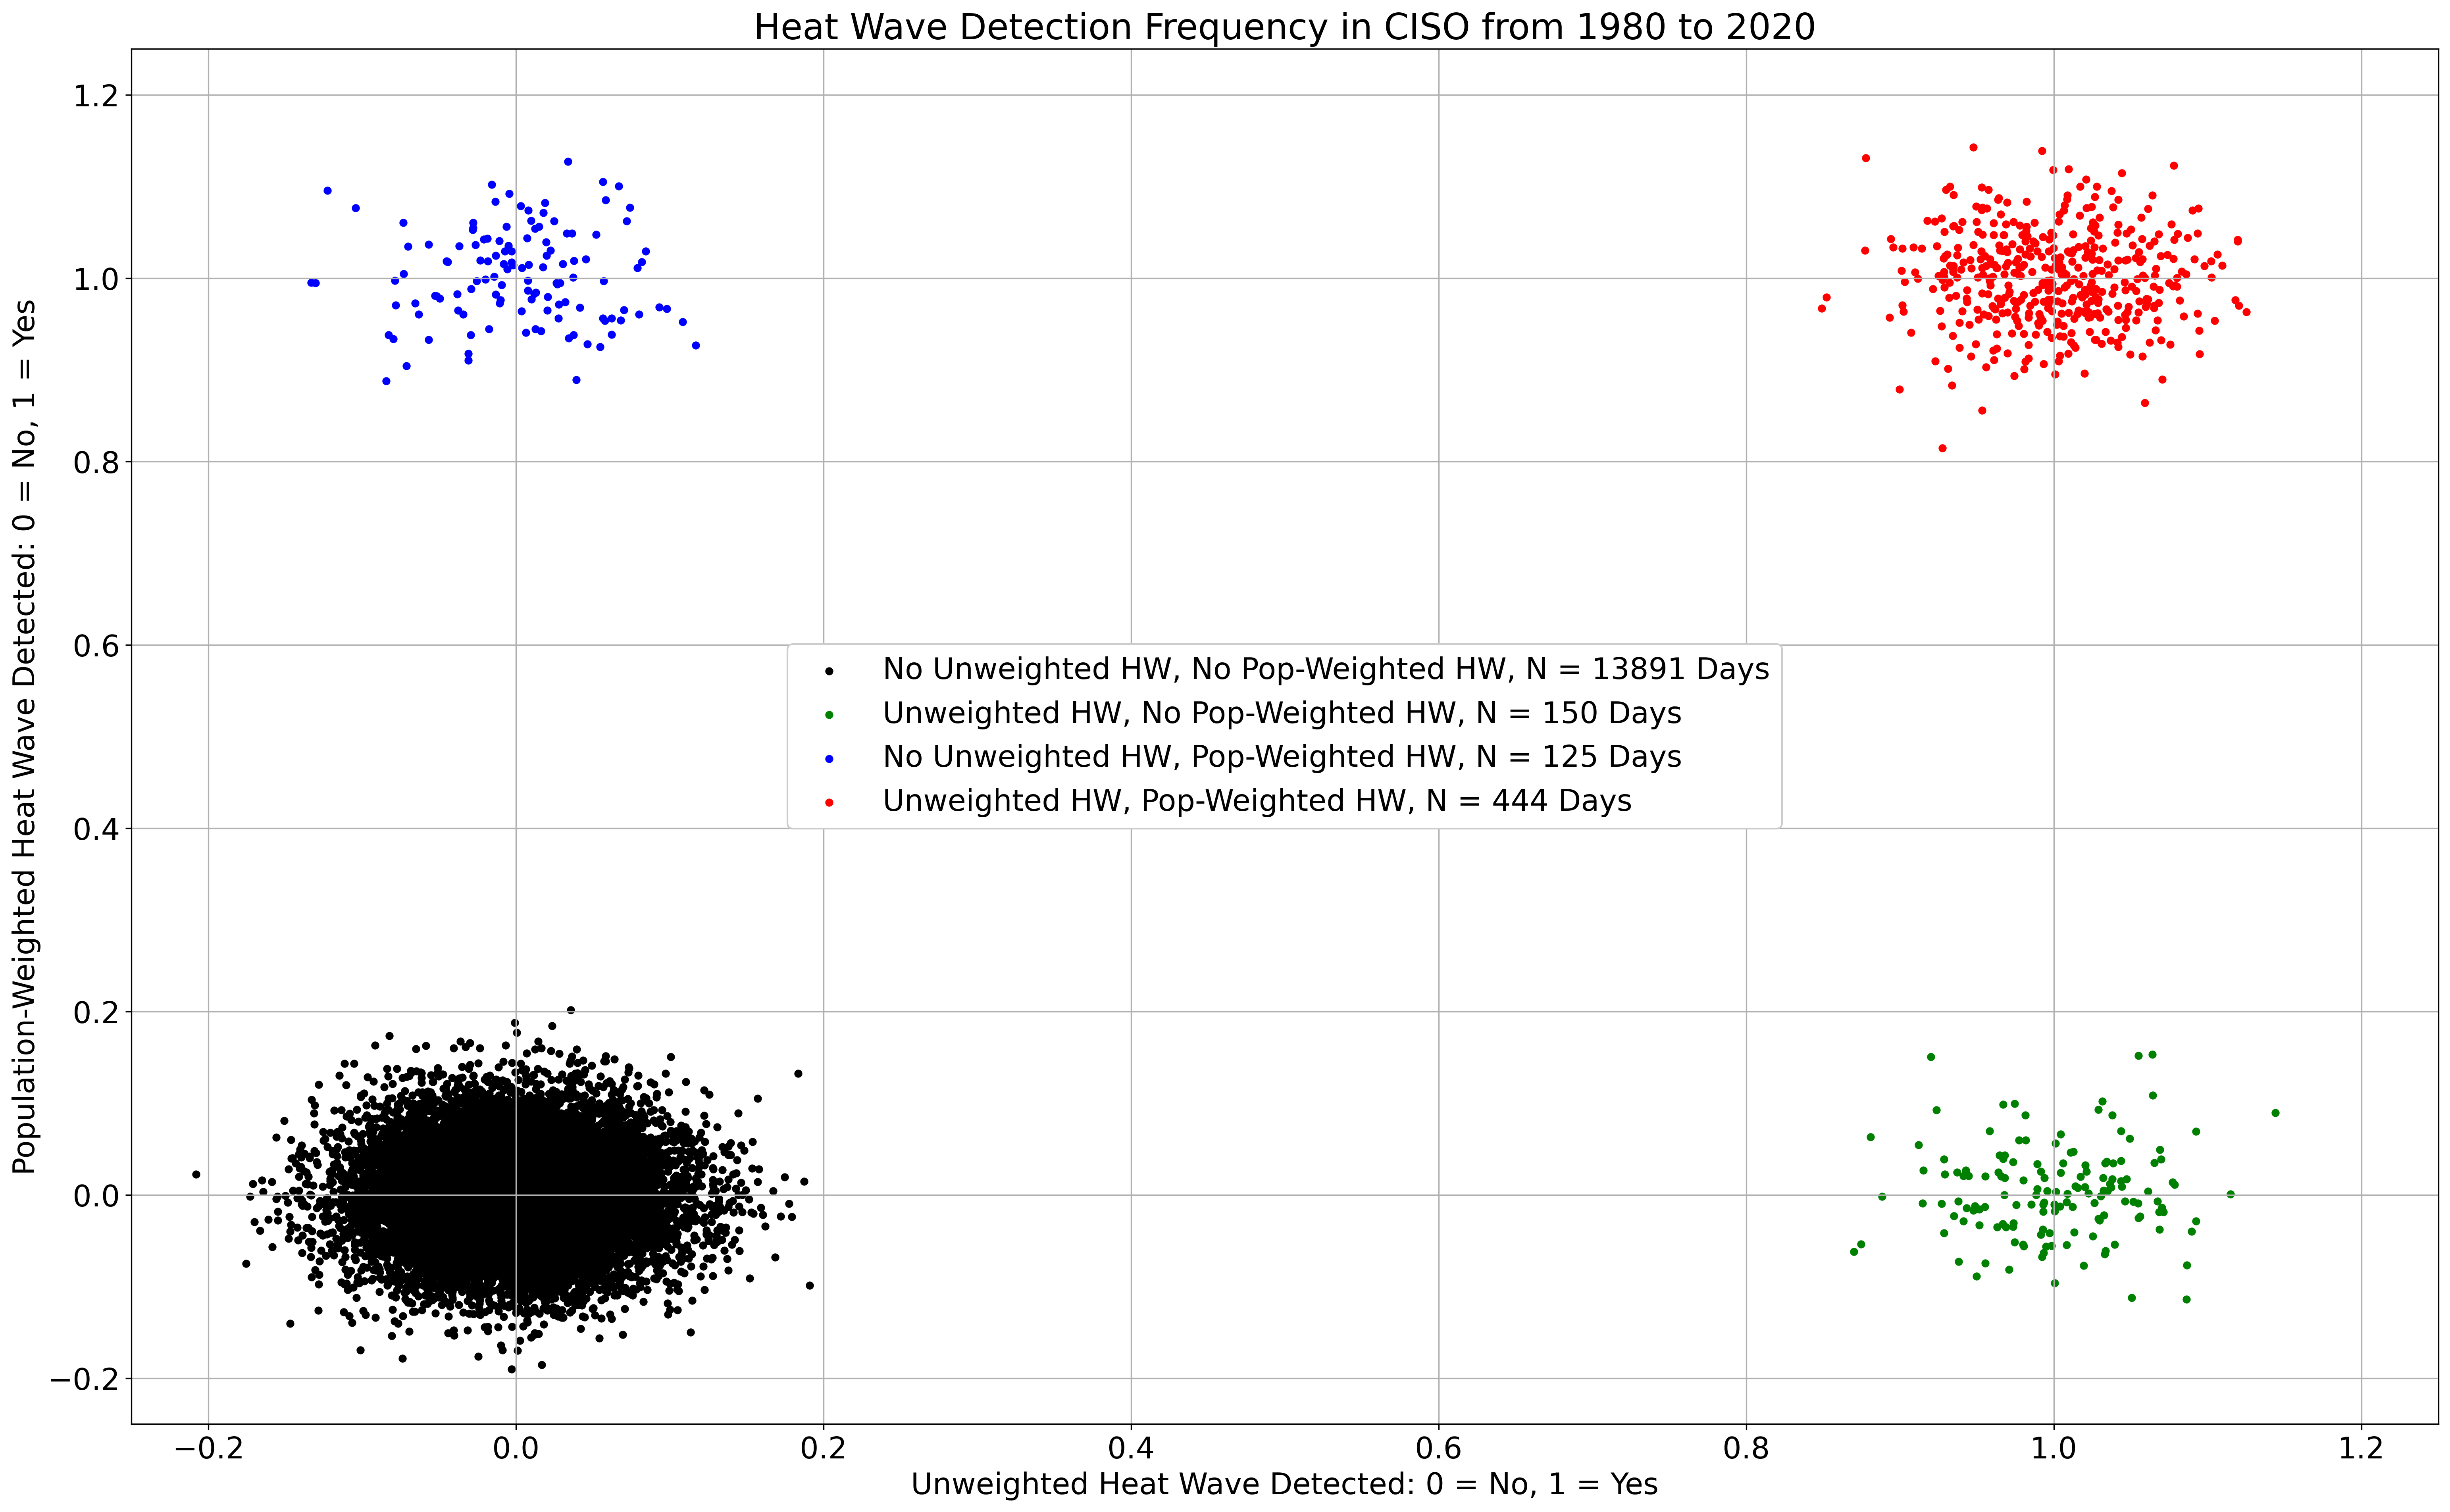 Heat Wave Detection Frequency in CISO from 1980 to 2020
Population-Weighted Heat Wave Detected: 0 = No, 1 = Yes
1.2
1.0
0.8
0.6
0.4
0.2
0.0
−0.2
No Unweighted HW, No Pop-Weighted HW, N = 13891 Days
Unweighted HW, No Pop-Weighted HW, N = 150 Days
No Unweighted HW, Pop-Weighted HW, N = 125 Days
Unweighted HW, Pop-Weighted HW, N = 444 Days
−0.2 0.0 0.2 0.4 0.6 0.8 1.0 1.2
Unweighted Heat Wave Detected: 0 = No, 1 = Yes